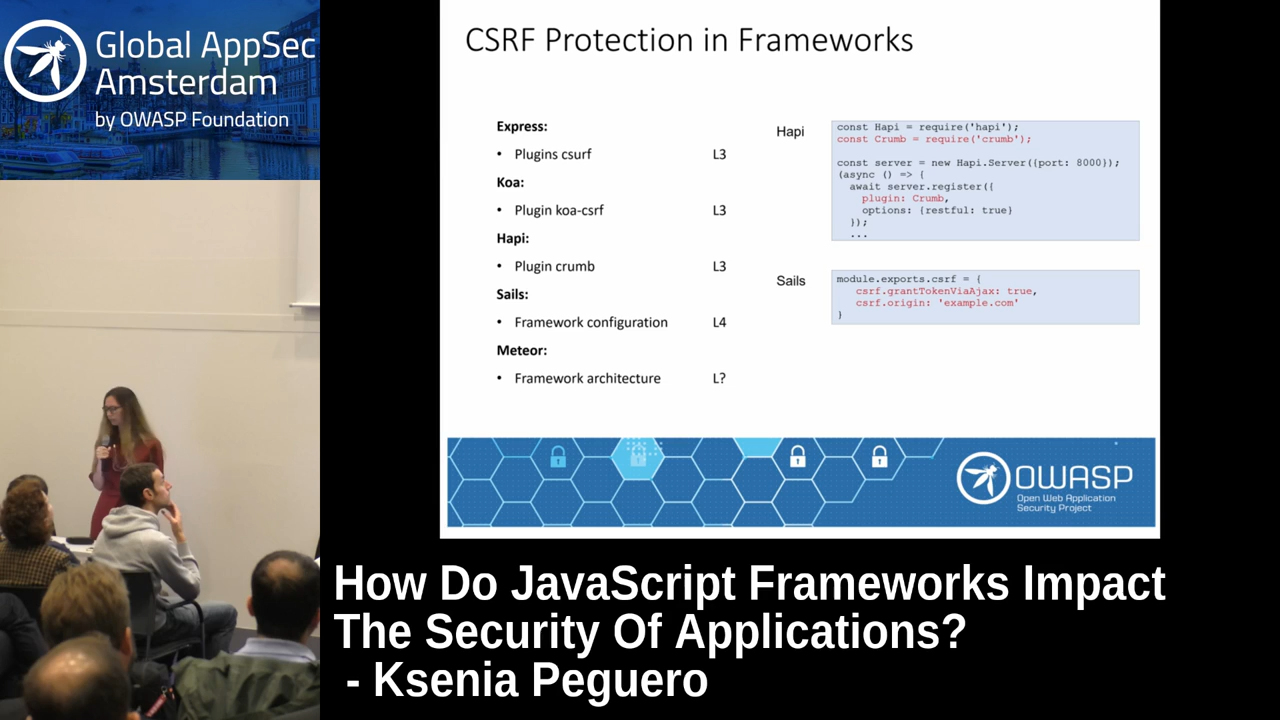 Global AppSec
Amsterdam
by OWASP Foundation
CSRF Protection in Frameworks
Express:
• Plugins csurf L3
Koa:
• Plugin koa-csrf L3
Hapi:
• Plugin crumb L3
Sails:
• Framework configuration L4
Meteor:
• Framework architecture L?
Hapi
const Hapi = require('hapi');
const Crumb = require('crumb');
const server = new Hapi.Server({port: 8000});
(async () => {
await server.register({
plugin: Crumb,
options: {restful: true}
});
...
Sails
module.exports.csrf = {
csrf.grantTokenViaAjax: true,
csrf.origin: 'example.com'
}
OWASP
Open Web Application
Security Project
How Do JavaScript Frameworks Impact
The Security Of Applications?
- Ksenia Peguero